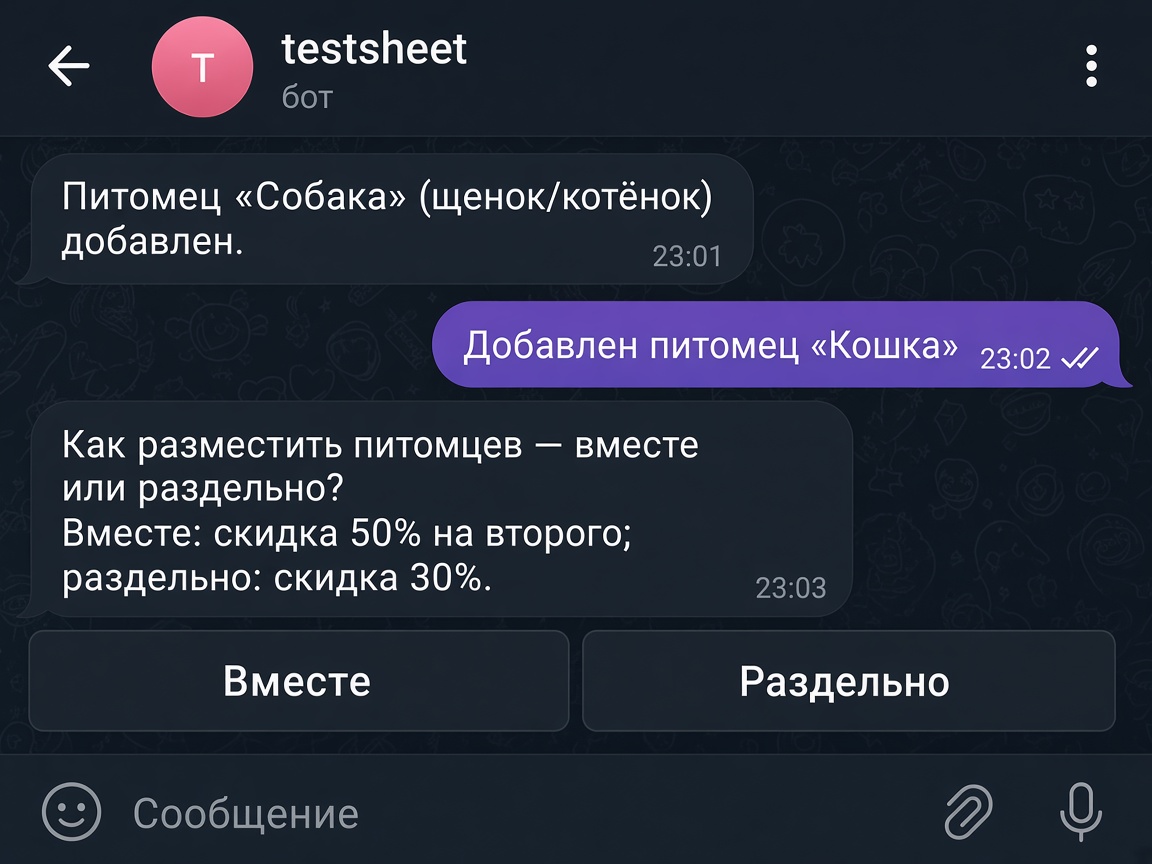 T
testsheet
бот
Питомец «Собака» (щенок/котёнок)
добавлен.
23:01
Добавлен питомец «Кошка»
23:02
Как разместить питомцев — вместе
или раздельно?
Вместе: скидка 50% на второго;
раздельно: скидка 30%.
23:03
Вместе
Раздельно
Сообщение